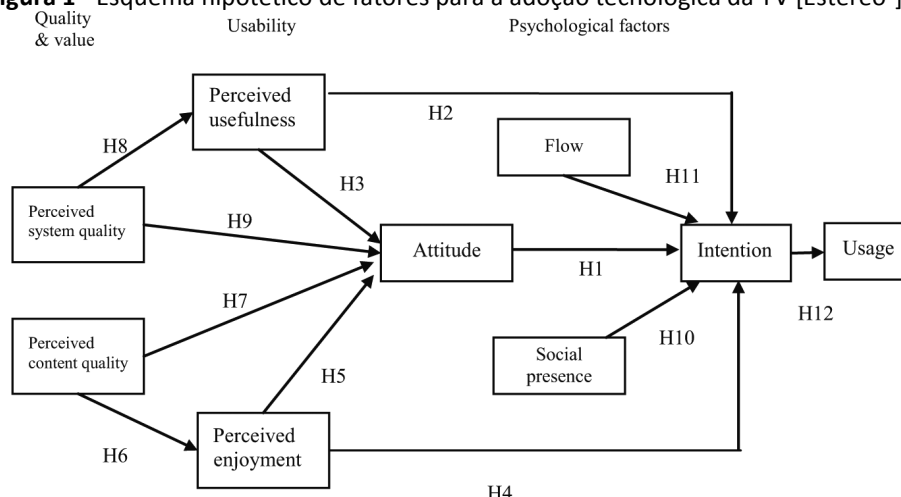 Figura 1 - Esquema hipotético de fatores para a adoção tecnológica da TV [Estéreo
Quality
& value
Usability
Psychological factors
Perceived
usefulness
H2
Flow
H8
H3
H11
Perceived
system quality
H9
Attitude
H1
Intention
Usage
H7
H12
Perceived
content quality
H5
Social
presence
H10
Perceived
enjoyment
H6
H4